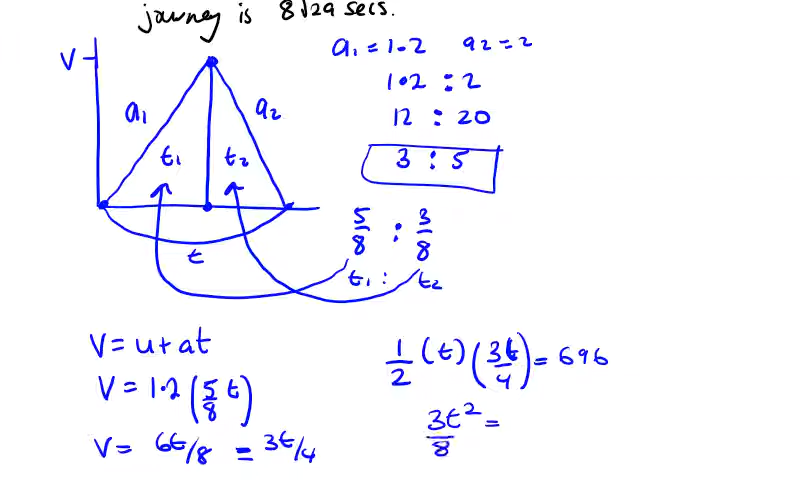 journey is 8√29 secs.
V
a₁ = 1·2 a₂ = 2
1·2 : 2
12 : 20
3 : 5
a₁
a₂
t₁
t₂
t
5/8 : 3/8
t₁ : t₂
V = u + at
V = 1·2 (5/8 t)
V = 6t/8 = 3t/4
1/2 (t) (3t/4) = 696
3t²/8 =